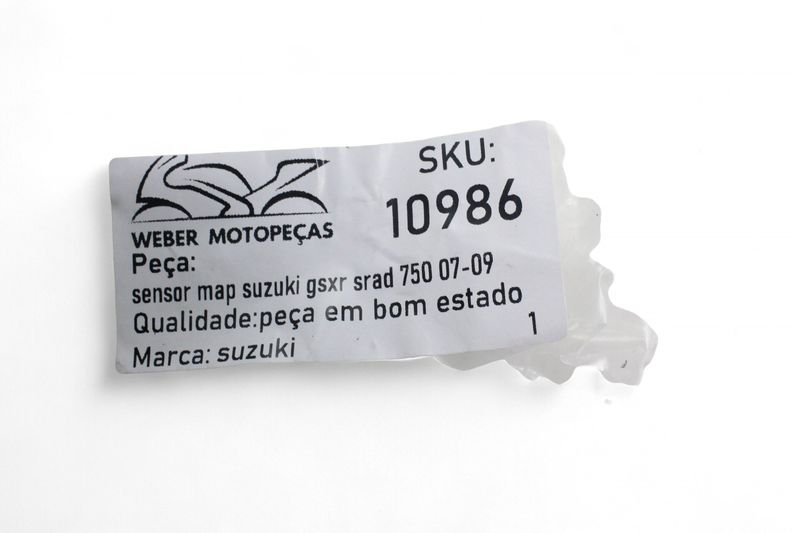 SKU:
10986
WEBER MOTOPEÇAS
Peça:
sensor map suzuki gsxr srad 750 07-09
Qualidade:peça em bom estado
1
Marca: suzuki